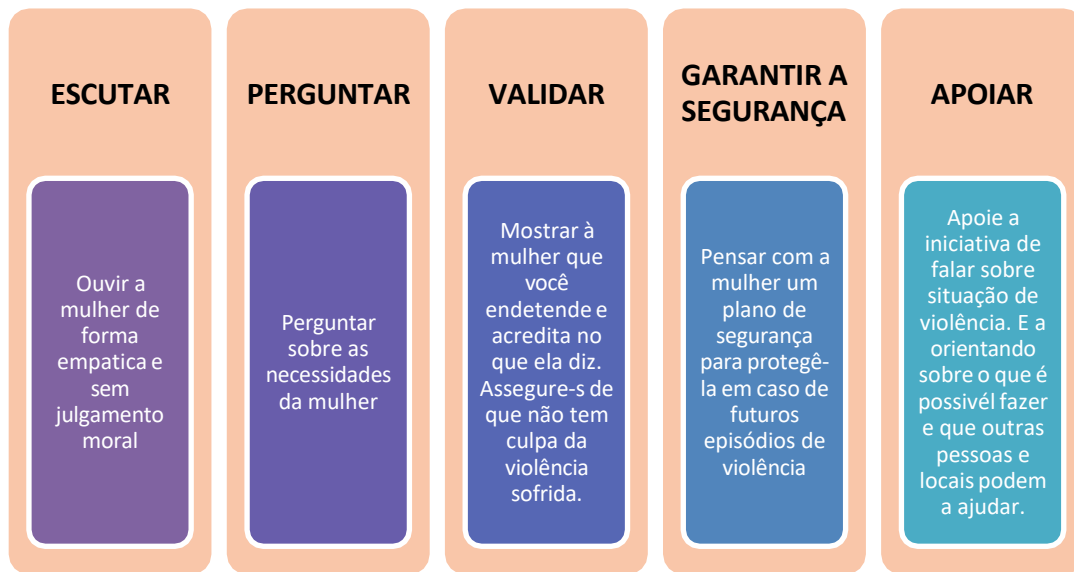 ESCUTAR
Ouvir a
mulher de
forma
empatica e
sem
julgamento
moral
PERGUNTAR
Perguntar
sobre as
necessidades
da mulher
VALIDAR
Mostrar à
mulher que
você
endetende e
acredita no
que ela diz.
Assegure-s de
que não tem
culpa da
violência
sofrida.
GARANTIR A
SEGURANÇA
Pensar com a
mulher um
plano de
segurança
para protegê-
la em caso de
futuros
episódios de
violência
APOIAR
Apoie a
iniciativa de
falar sobre
situação de
violência. E a
orientando
sobre o que é
possivél fazer
e que outras
pessoas e
locais podem
a ajudar.